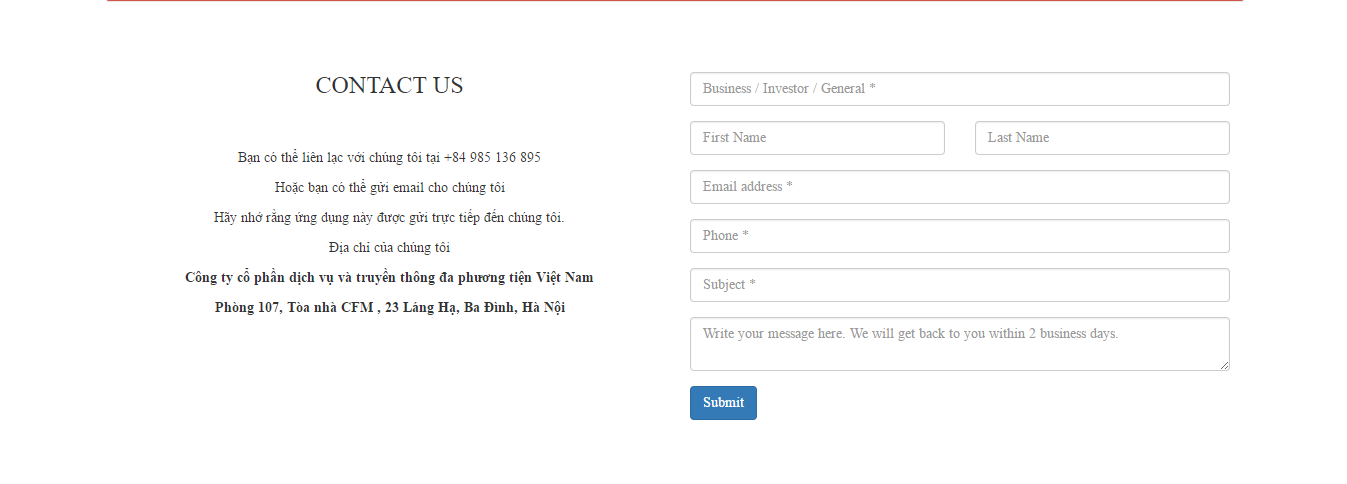 CONTACT US
Bạn có thể liên lạc với chúng tôi tại +84 985 136 895
Hoặc bạn có thể gửi email cho chúng tôi
Hãy nhớ rằng ứng dụng này được gửi trực tiếp đến chúng tôi.
Địa chỉ của chúng tôi
Công ty cổ phần dịch vụ và truyền thông đa phương tiện Việt Nam
Phòng 107, Tòa nhà CFM , 23 Láng Hạ, Ba Đình, Hà Nội
Business / Investor / General *
First Name
Last Name
Email address *
Phone *
Subject *
Write your message here. We will get back to you within 2 business days.
Submit